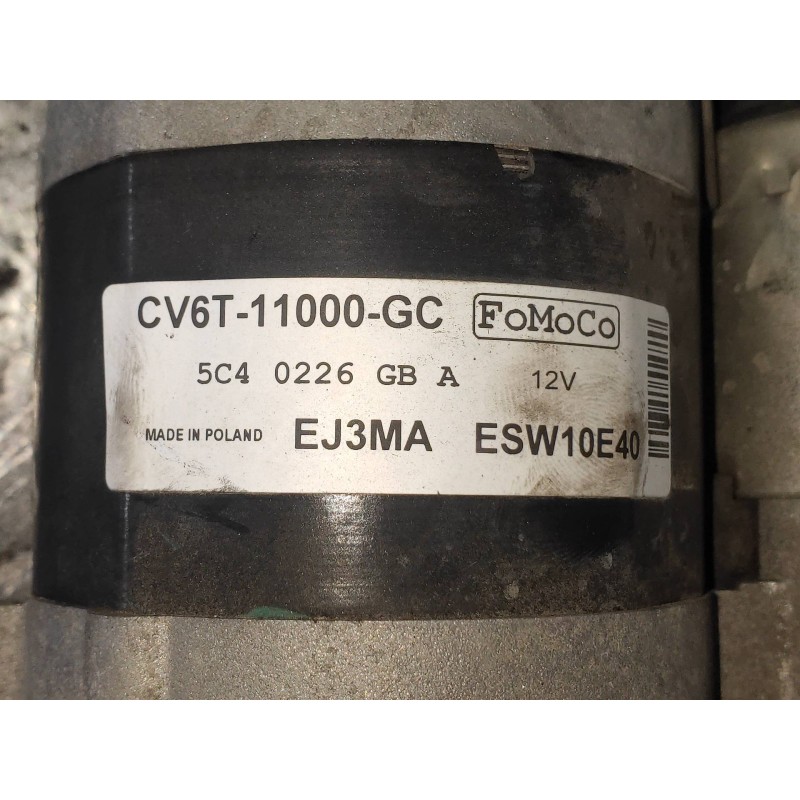 CV6T-11000-GC FoMoCo
5C4 0226 GB A 12V
MADE IN POLAND EJ3MA ESW10E40